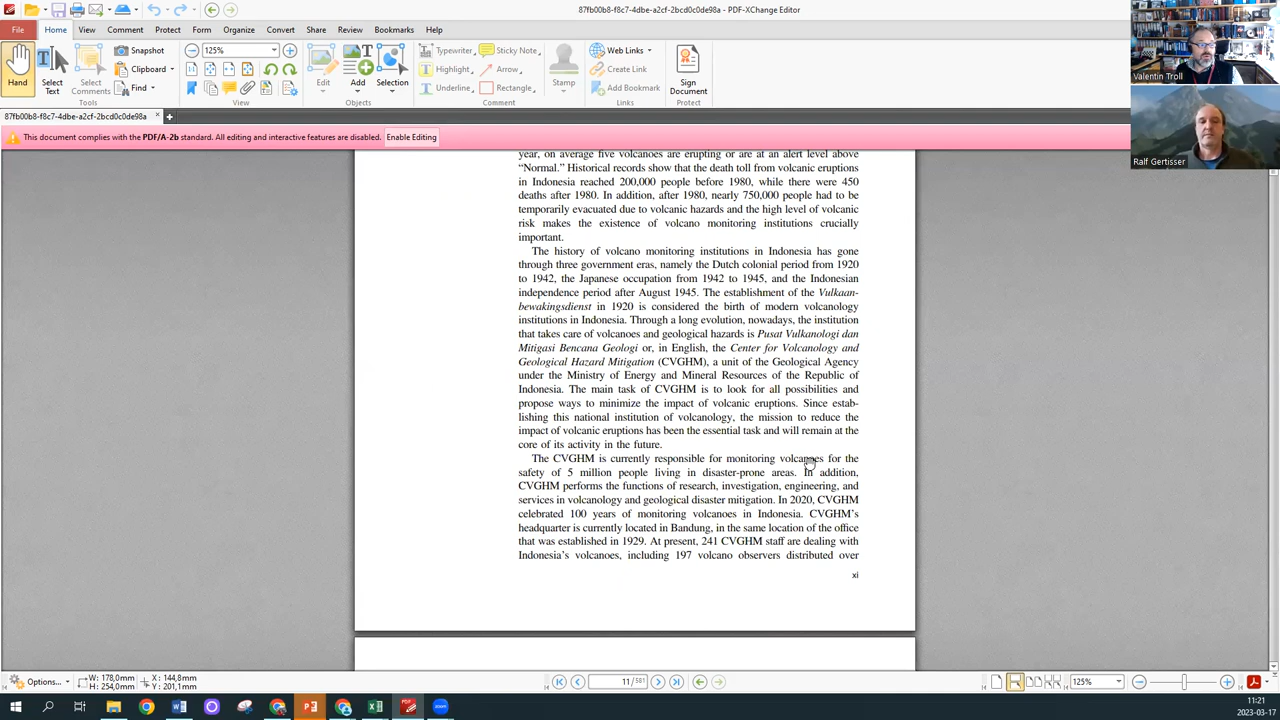 87fb00b8-f8c7-4dbe-a2cf-2bcd0c0de98a - PDF-XChange Editor
File Home View Comment Protect Form Organize Convert Share Review Bookmarks Help
Hand
Select Text
Select Comments
Snapshot
Clipboard
Find
Tools
125%
View
Edit
Add
Selection
Objects
Typewriter
Highlight
Underline
Sticky Note
Arrow
Rectangle
Stamp
Comment
Web Links
Create Link
Add Bookmark
Links
Sign Document
Protect
Valentin Troll
Ralf Gertisser
87fb00b8-f8c7-4dbe-a2cf-2bcd0c0de98a
This document complies with the PDF/A-2b standard. All editing and interactive features are disabled. Enable Editing
year, on average five volcanoes are erupting or are at an alert level above
“Normal.” Historical records show that the death toll from volcanic eruptions
in Indonesia reached 200,000 people before 1980, while there were 450
deaths after 1980. In addition, after 1980, nearly 750,000 people had to be
temporarily evacuated due to volcanic hazards and the high level of volcanic
risk makes the existence of volcano monitoring institutions crucially
important.
The history of volcano monitoring institutions in Indonesia has gone
through three government eras, namely the Dutch colonial period from 1920
to 1942, the Japanese occupation from 1942 to 1945, and the Indonesian
independence period after August 1945. The establishment of the Vulkaan-
bewakingsdienst in 1920 is considered the birth of modern volcanology
institutions in Indonesia. Through a long evolution, nowadays, the institution
that takes care of volcanoes and geological hazards is Pusat Vulkanologi dan
Mitigasi Bencana Geologi or, in English, the Center for Volcanology and
Geological Hazard Mitigation (CVGHM), a unit of the Geological Agency
under the Ministry of Energy and Mineral Resources of the Republic of
Indonesia. The main task of CVGHM is to look for all possibilities and
propose ways to minimize the impact of volcanic eruptions. Since estab-
lishing this national institution of volcanology, the mission to reduce the
impact of volcanic eruptions has been the essential task and will remain at the
core of its activity in the future.
The CVGHM is currently responsible for monitoring volcanoes for the
safety of 5 million people living in disaster-prone areas. In addition,
CVGHM performs the functions of research, investigation, engineering, and
services in volcanology and geological disaster mitigation. In 2020, CVGHM
celebrated 100 years of monitoring volcanoes in Indonesia. CVGHM’s
headquarter is currently located in Bandung, in the same location of the office
that was established in 1929. At present, 241 CVGHM staff are dealing with
Indonesia’s volcanoes, including 197 volcano observers distributed over
xi
Options...
W: 178,0mm
H: 254,0mm
X: 144,8mm
Y: 201,1mm
11 / 581
125%
11:21
2023-03-17